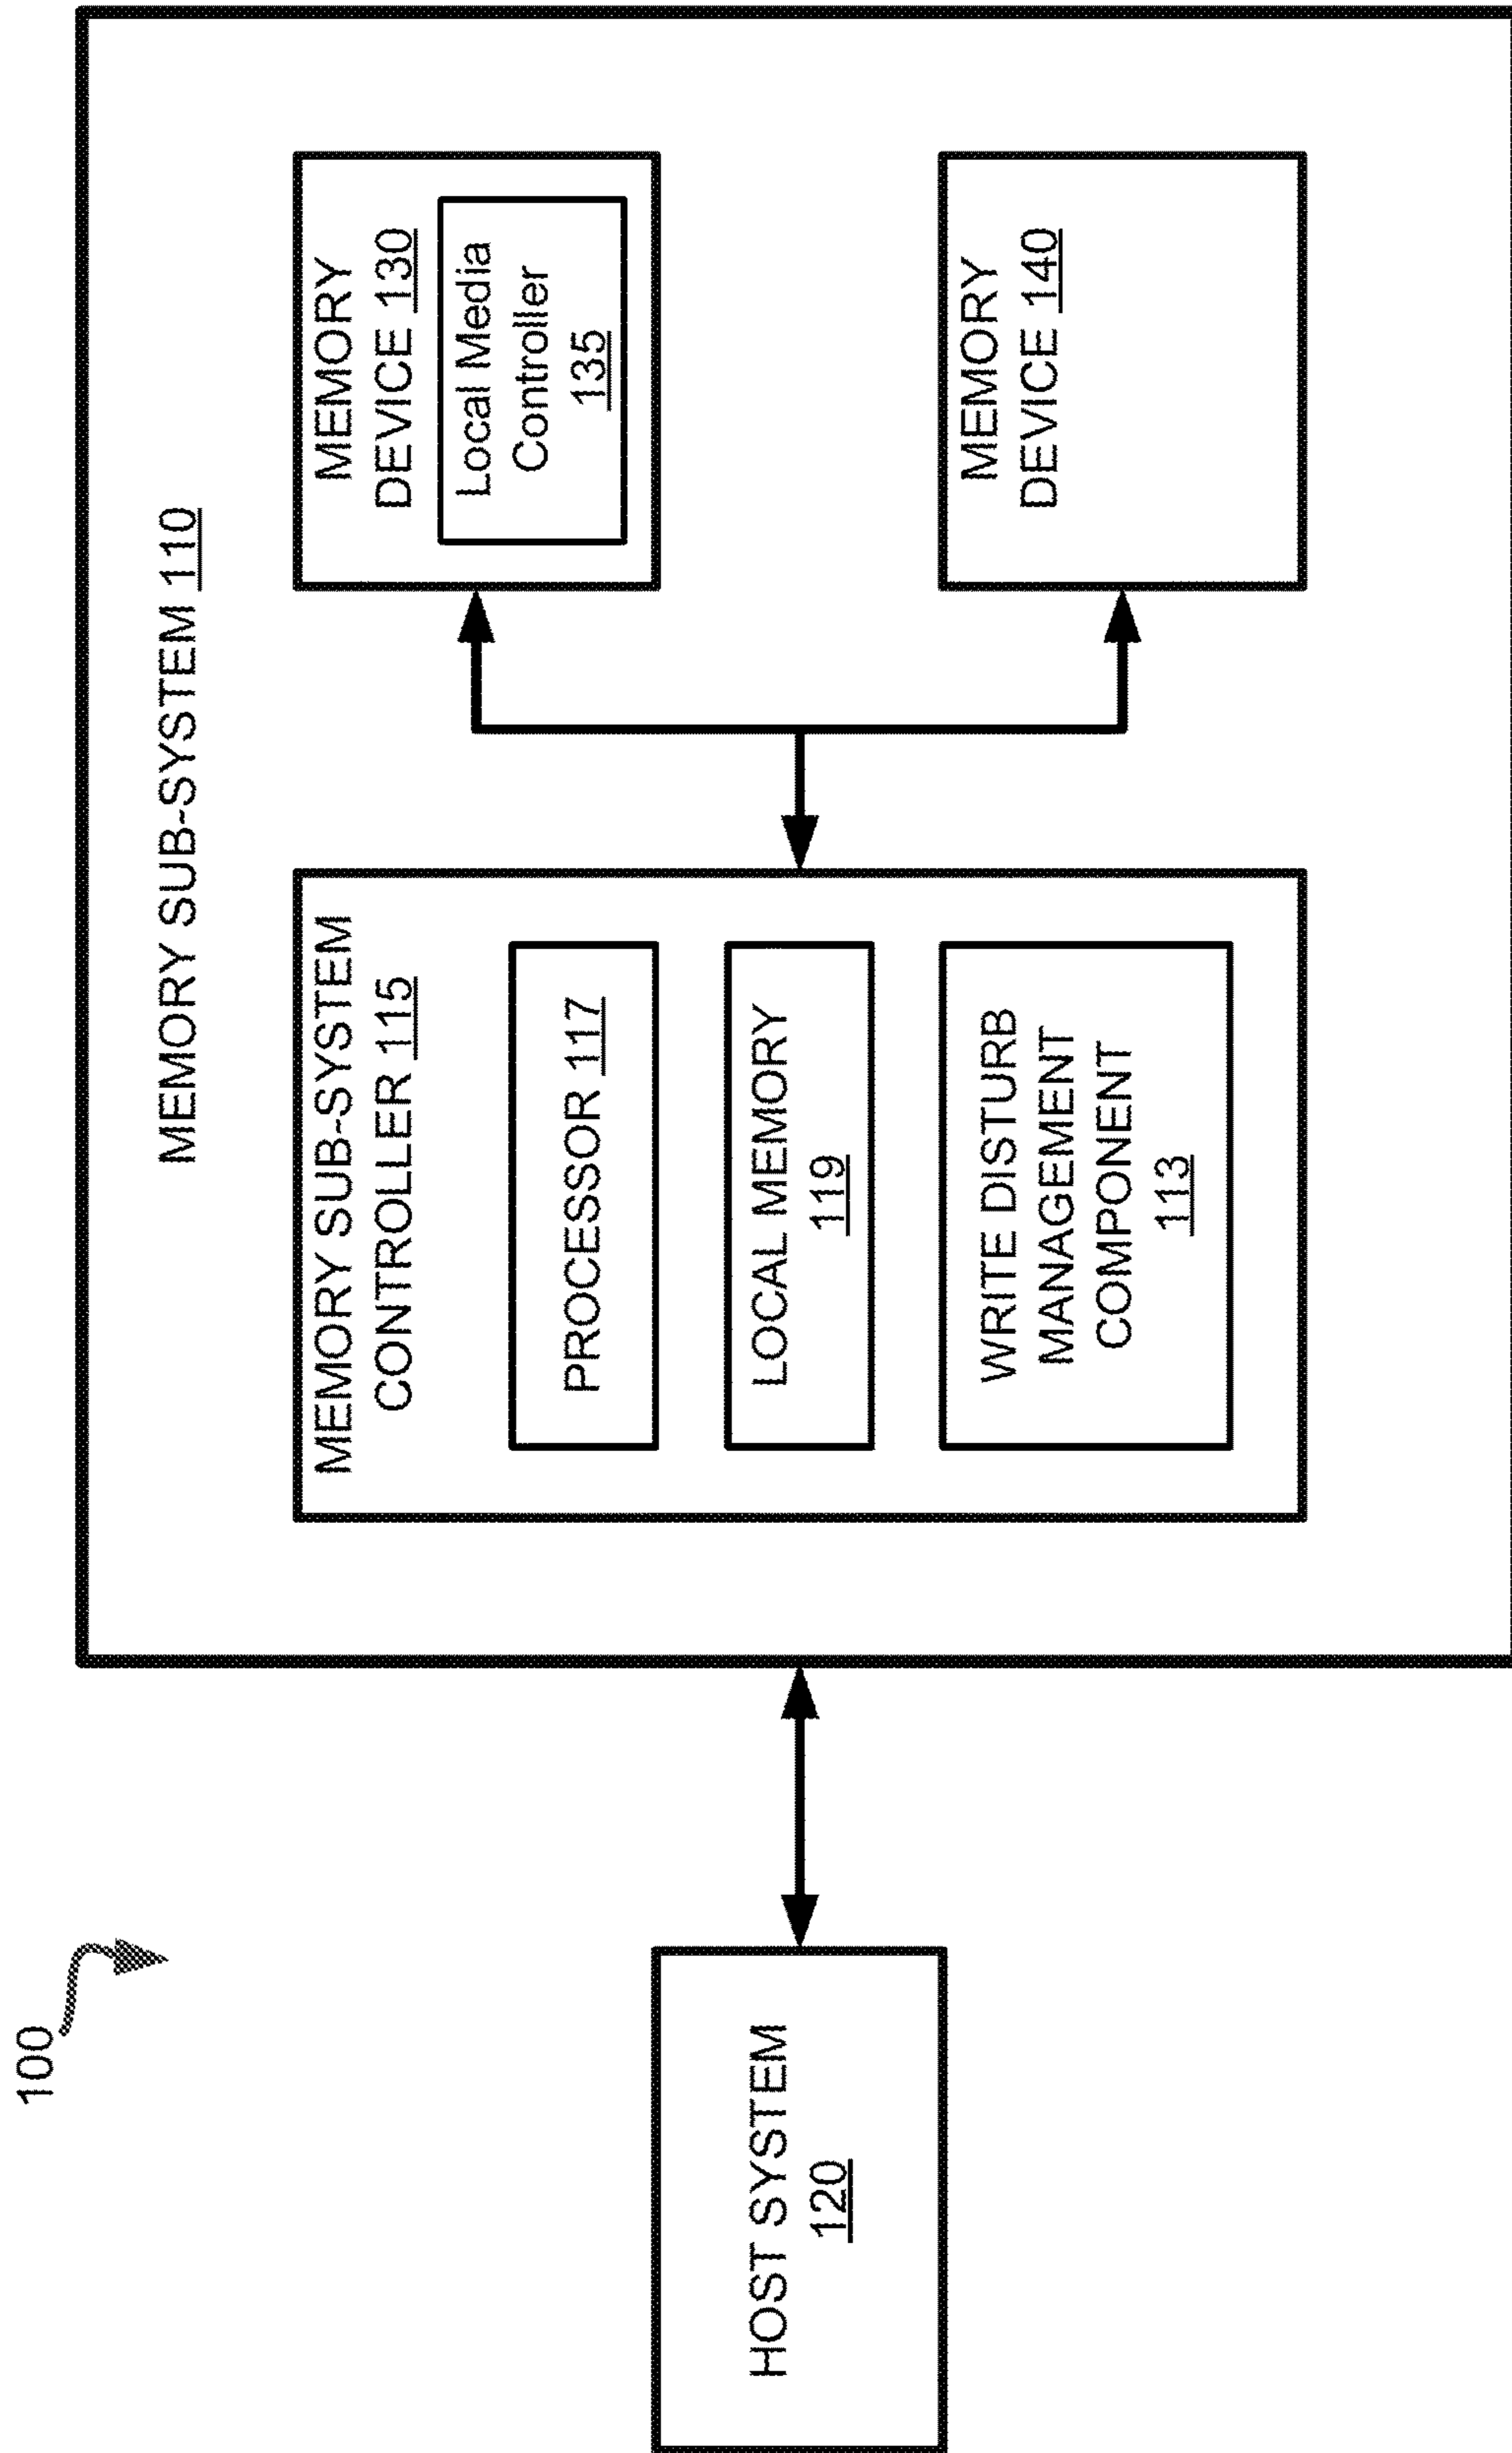 100
MEMORY SUB-SYSTEM 110
MEMORY SUB-SYSTEM
CONTROLLER 115
PROCESSOR 117
LOCAL MEMORY
119
WRITE DISTURB
MANAGEMENT
COMPONENT
113
MEMORY
DEVICE 130
Local Media
Controller
135
MEMORY
DEVICE 140
HOST SYSTEM
120